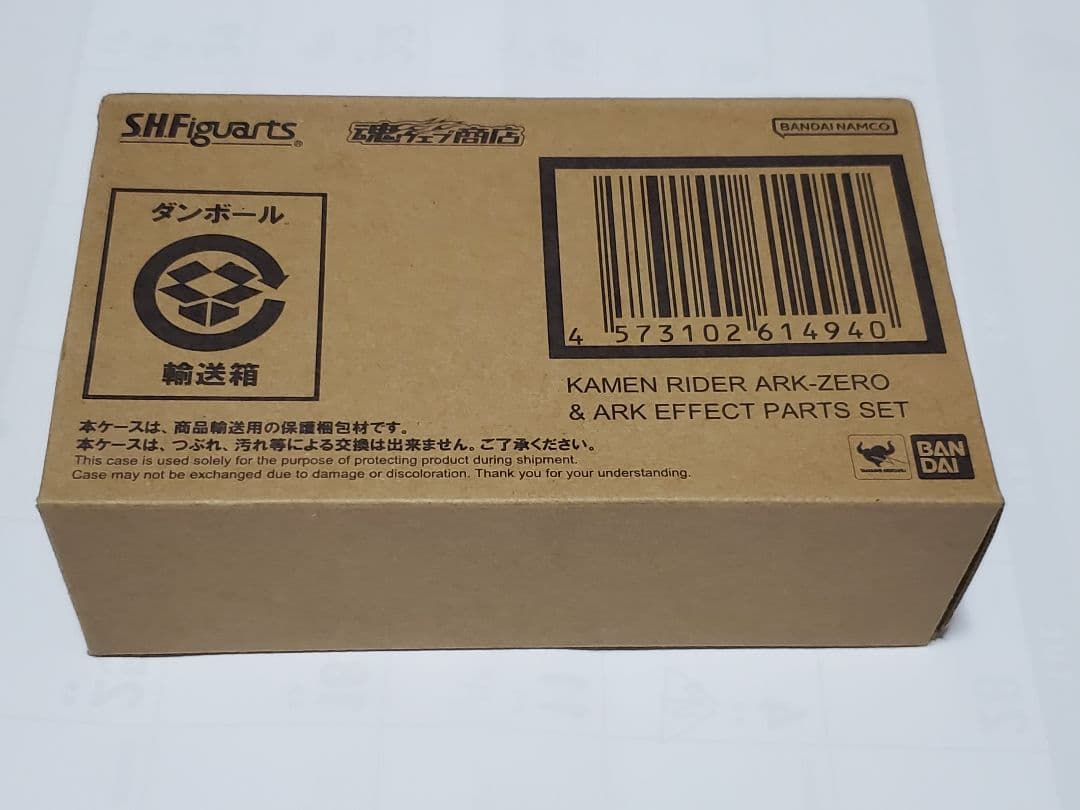 S.H.Figuarts®
魂ウェブ商店
BANDAI NAMCO
ダンボール
輸送箱
4 573102 614940
KAMEN RIDER ARK-ZERO
& ARK EFFECT PARTS SET
本ケースは、商品輸送用の保護梱包材です。
本ケースは、つぶれ、汚れ等による交換は出来ません。ご了承ください。
This case is used solely for the purpose of protecting product during shipment.
Case may not be exchanged due to damage or discoloration. Thank you for your understanding.
BAN
DAI